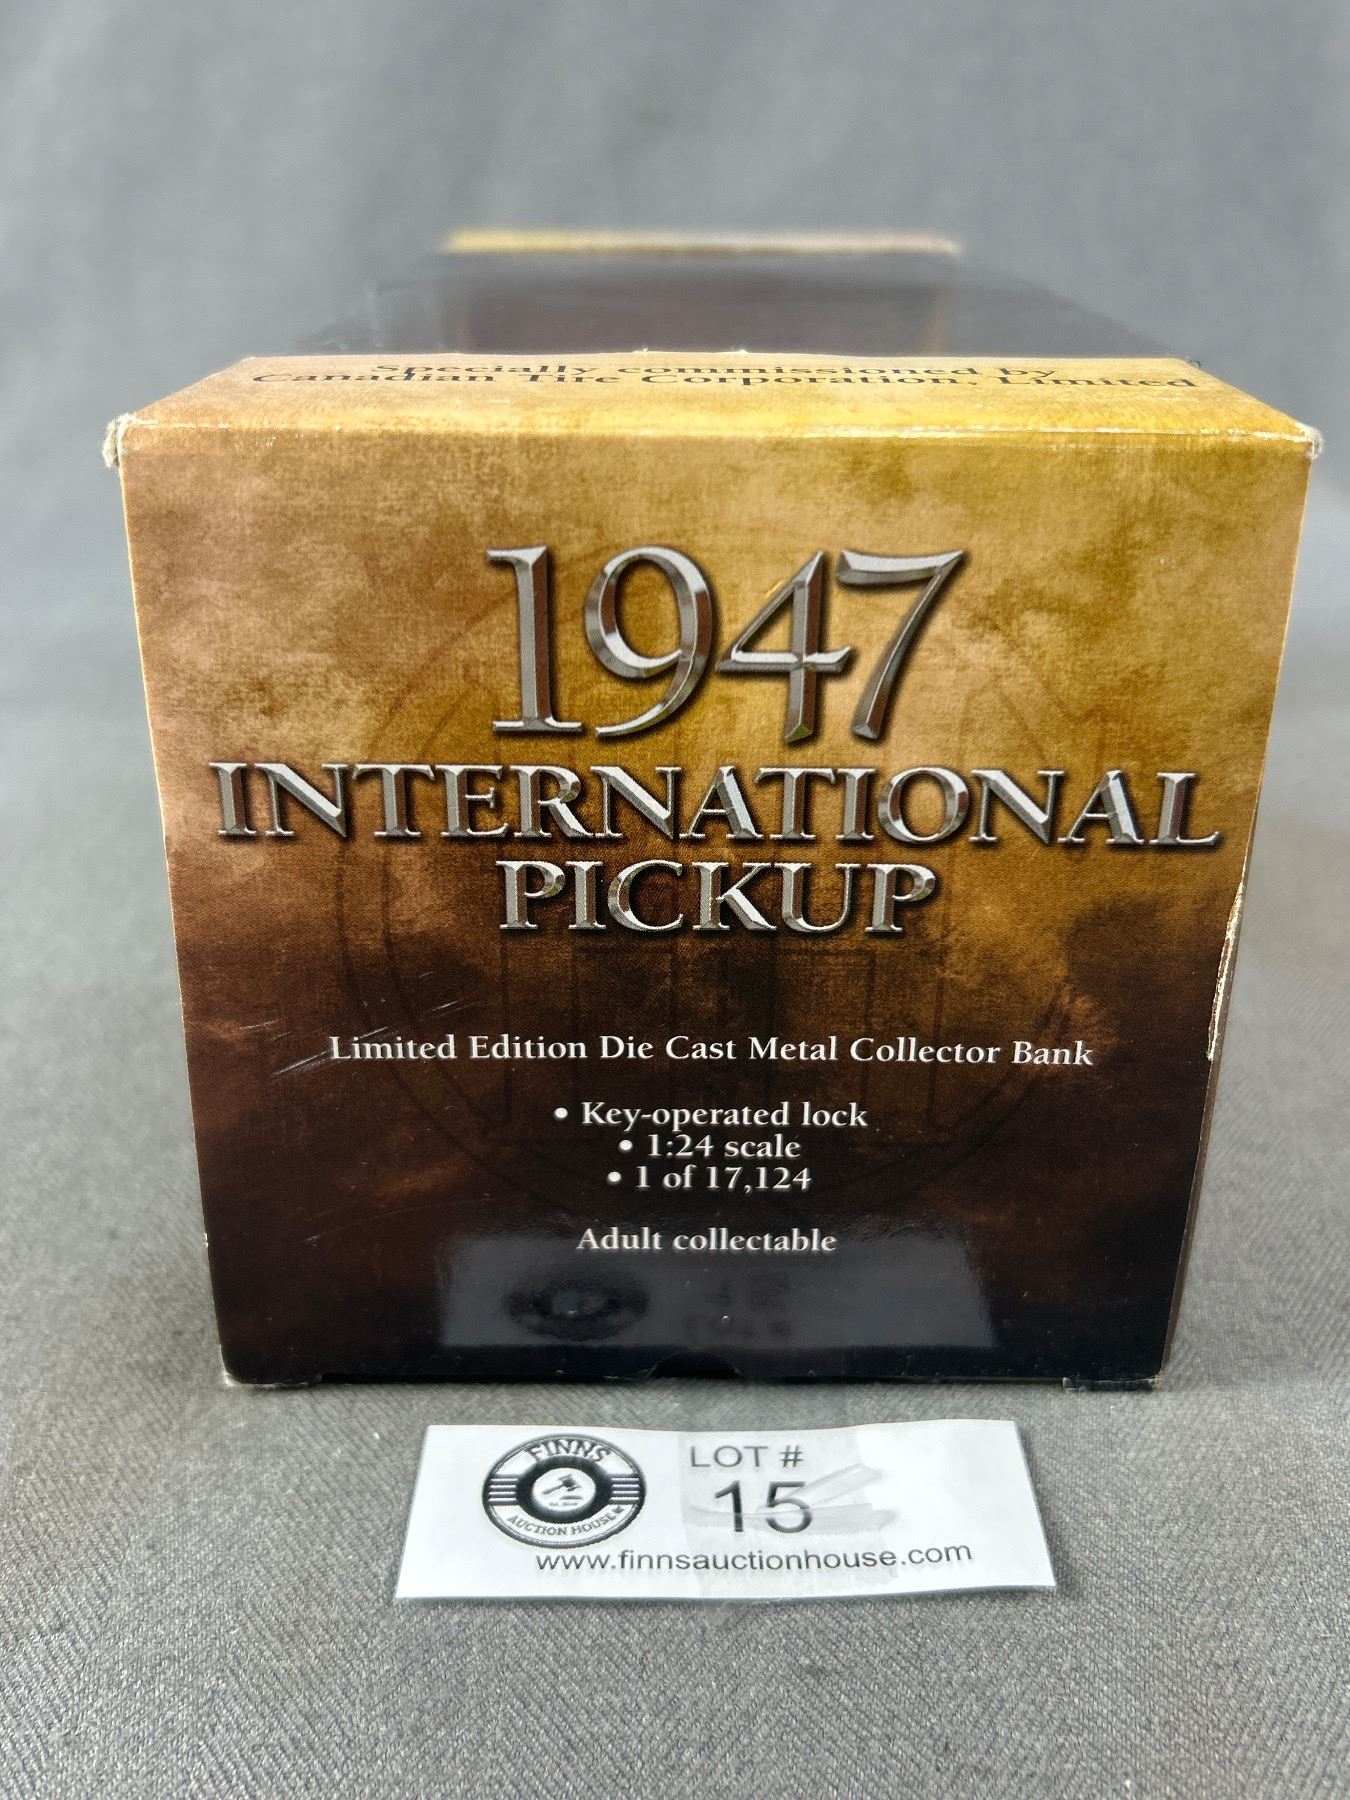 Specially commissioned by
Canadian Tire Corporation, Limited
1947
INTERNATIONAL
PICKUP
Limited Edition Die Cast Metal Collector Bank
• Key-operated lock
• 1:24 scale
• 1 of 17,124
Adult collectable
FINNS
AUCTION HOUSE
LOT #
15
www.finnsauctionhouse.com